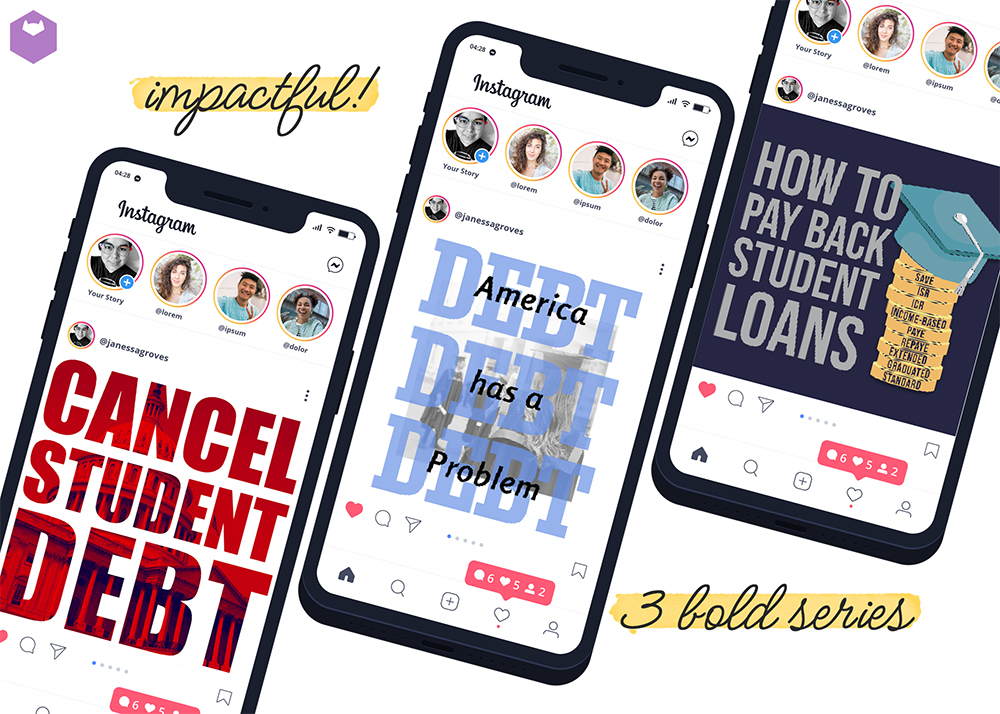 impactful!
04:28
Instagram
Your Story
@lorem
@ipsum
@dolor
@janessagroves
CANCEL
STUDENT
DEBT
6 5 2
04:28
Instagram
Your Story
@lorem
@ipsum
@dolor
@janessagroves
DEBT
America
DEBT
has a
DEBT
Problem
6 5 2
Your Story
@lorem
@ipsum
@janessagroves
HOW TO
PAY BACK
STUDENT
LOANS
SAVE
ISR
ICR
INCOME-BASED
PAYE
REPAYE
EXTENDED
GRADUATED
STANDARD
6 5 2
3 bold series